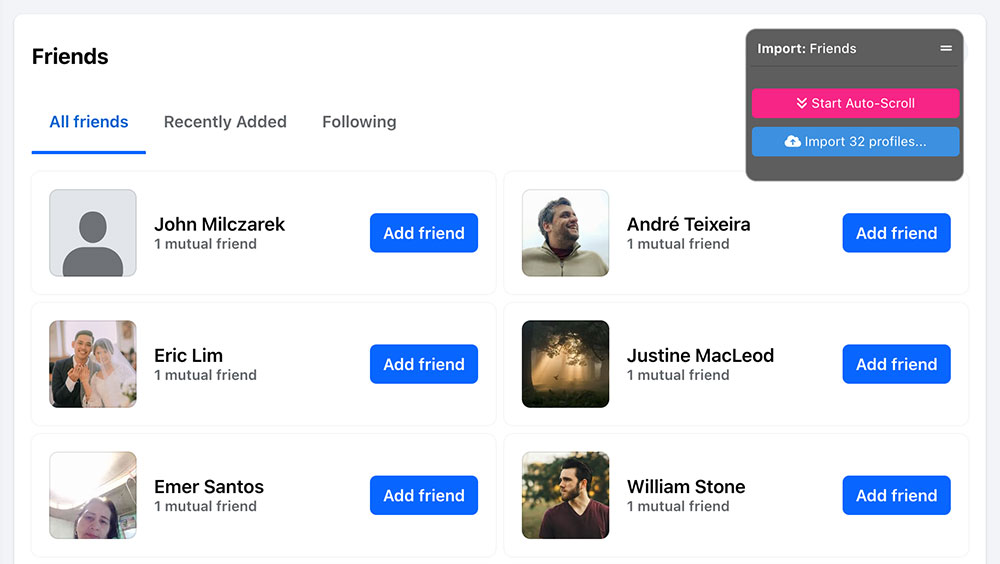 Friends
Import: Friends
Start Auto-Scroll
Import 32 profiles...
All friends
Recently Added
Following
John Milczarek
1 mutual friend
Add friend
André Teixeira
1 mutual friend
Add friend
Eric Lim
1 mutual friend
Add friend
Justine MacLeod
1 mutual friend
Add friend
Emer Santos
1 mutual friend
Add friend
William Stone
1 mutual friend
Add friend